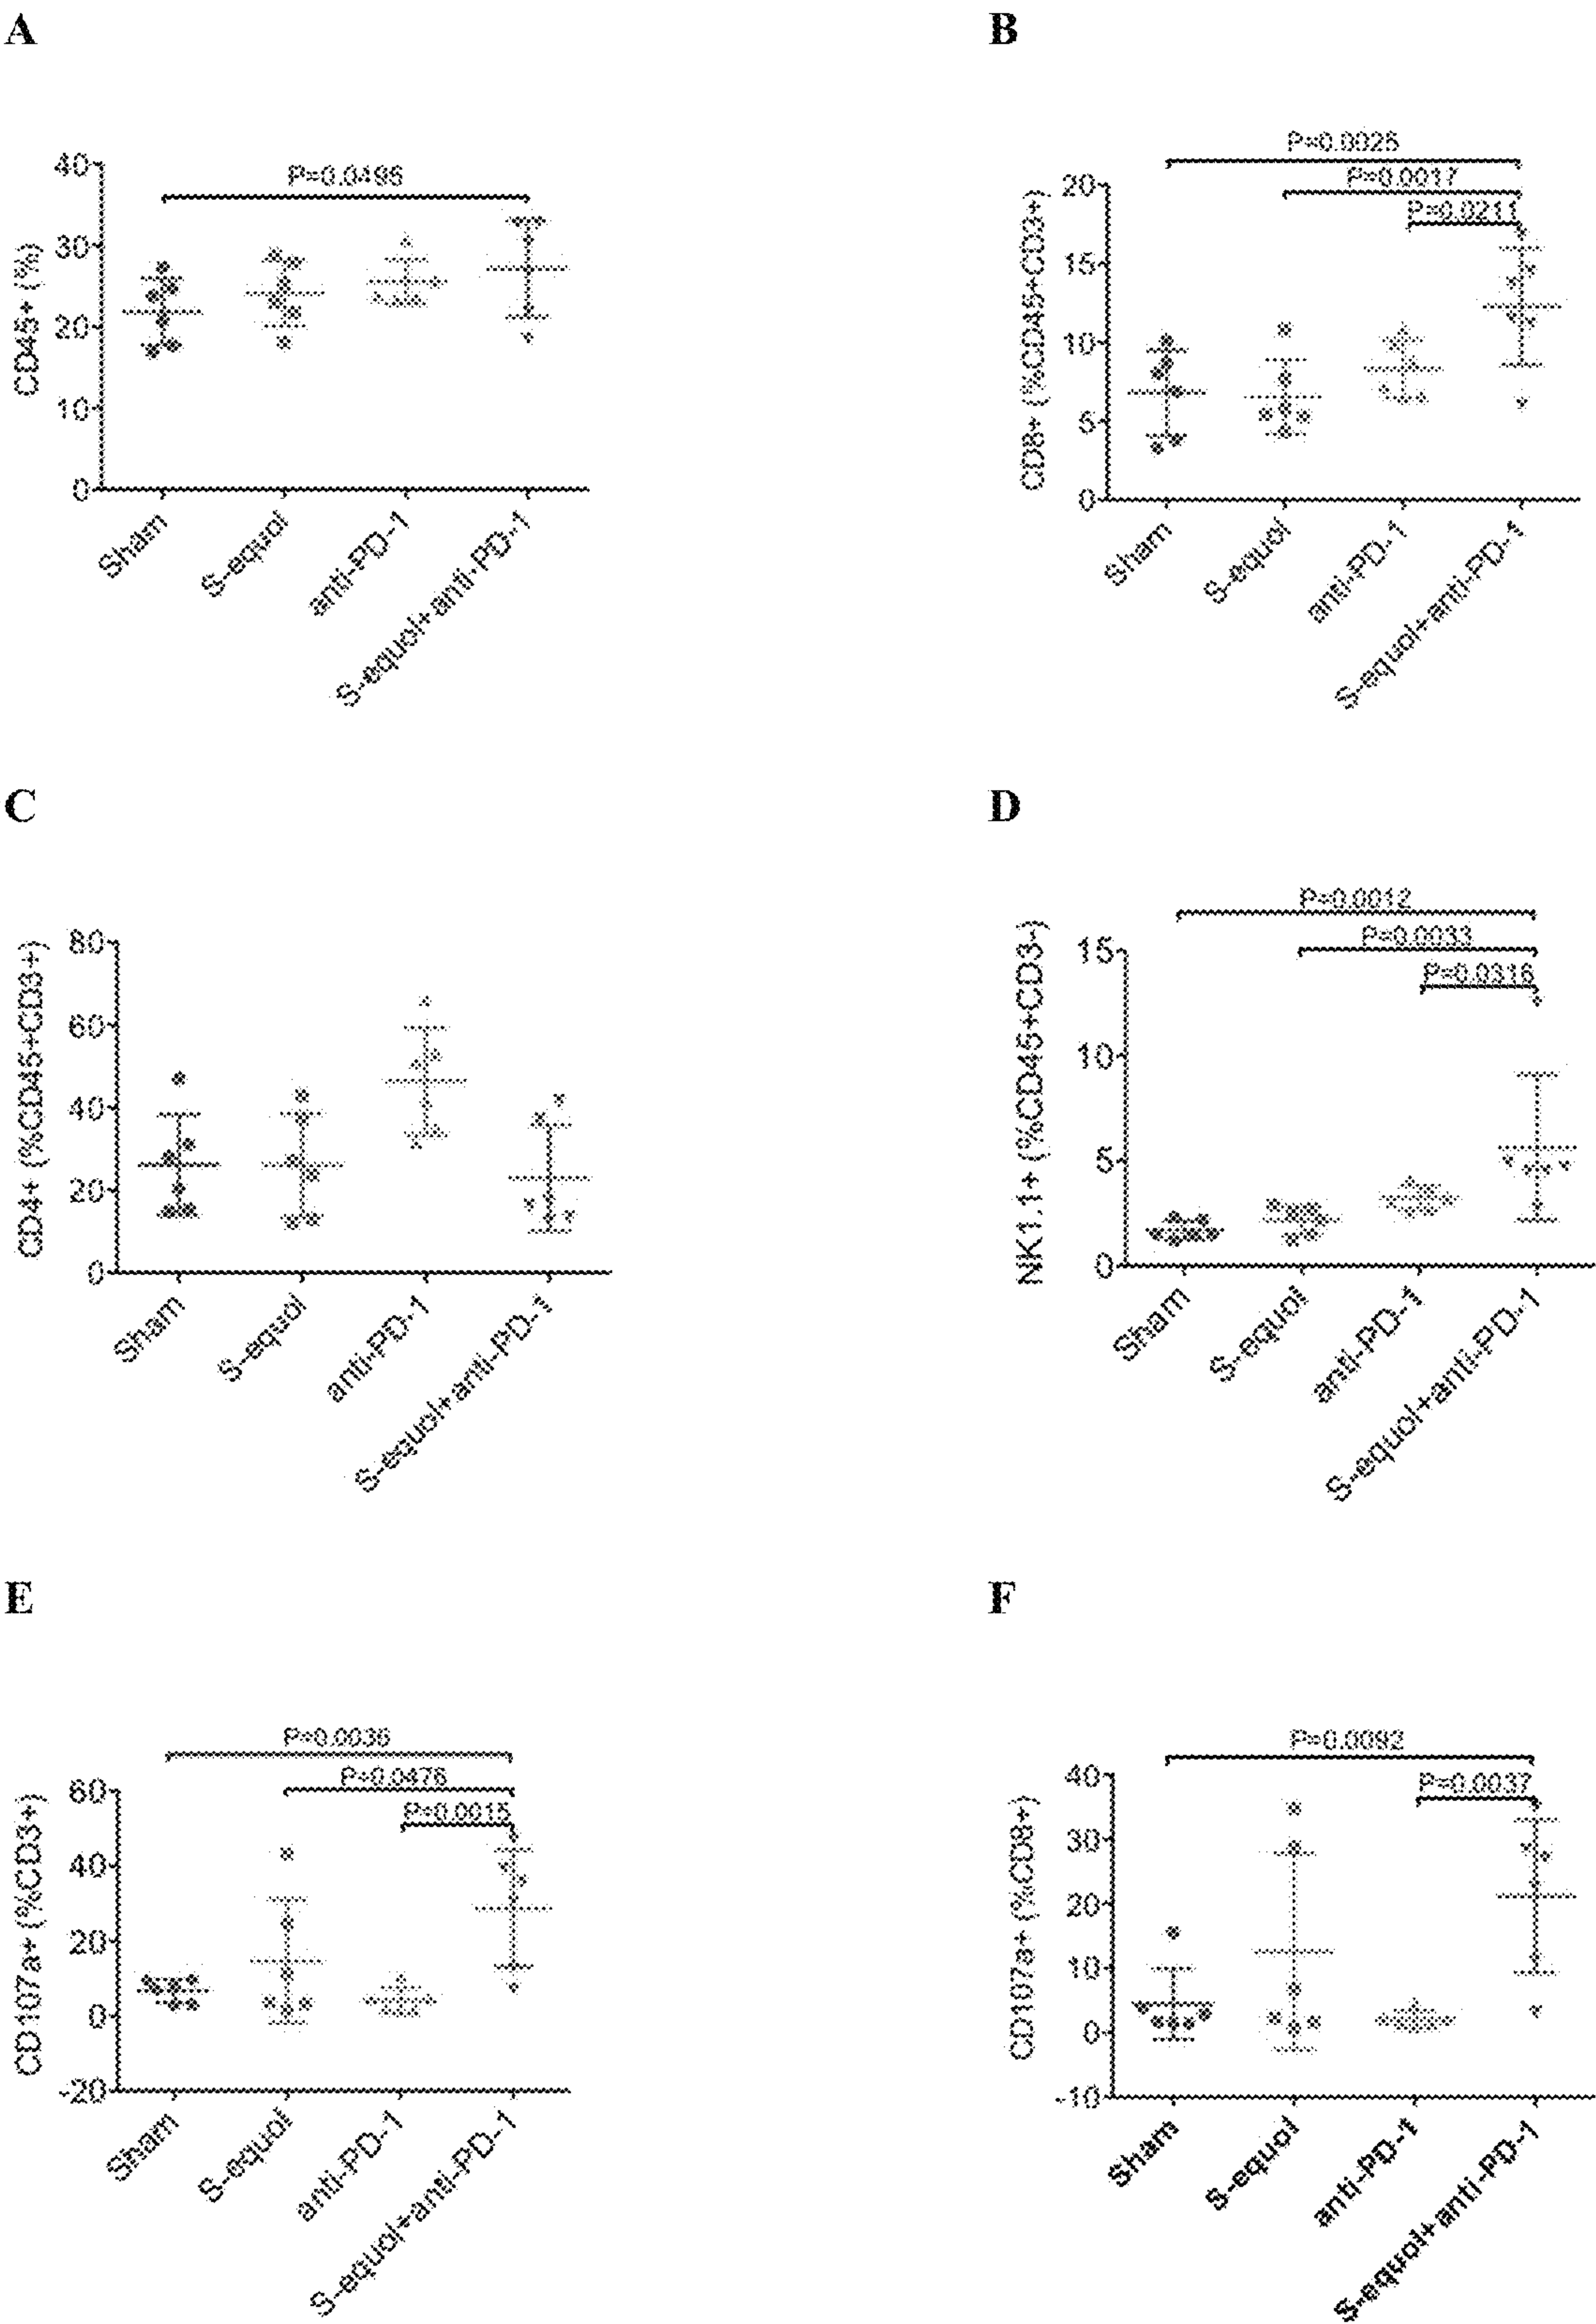 A
P=0.0496
CD45+ (%)
40
30
20
10
0
Sham
S-equol
anti-PD-1
S-equol+anti-PD-1
B
P=0.0025
P=0.0017
P=0.0211
CD8+ (%CD45+CD3+)
20
15
10
5
0
Sham
S-equol
anti-PD-1
S-equol+anti-PD-1
C
80
60
40
20
0
Sham
S-equol
anti-PD-1
S-equol+anti-PD-1
D
P=0.0012
P=0.0033
P=0.0316
NK1.1+ (%CD45+CD3-)
15
10
5
0
Sham
S-equol
anti-PD-1
S-equol+anti-PD-1
E
P=0.0036
P=0.0476
P=0.0015
CD107a+ (%CD3+)
60
40
20
0
-20
Sham
S-equol
anti-PD-1
S-equol+anti-PD-1
F
P=0.0092
P=0.0037
CD107a+ (%CD8+)
40
30
20
10
0
-10
Sham
S-equol
anti-PD-1
S-equol+anti-PD-1